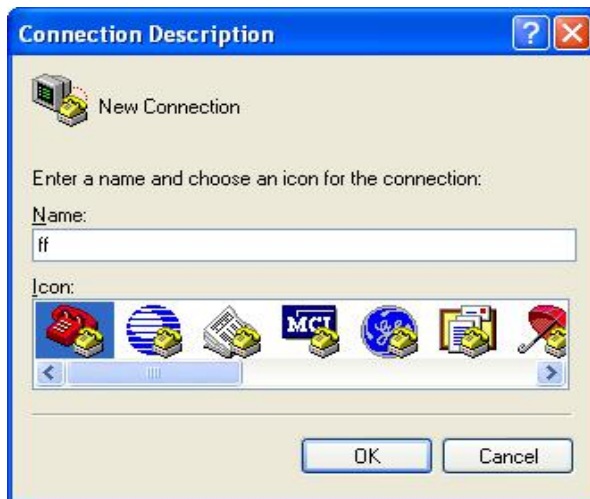 Connection Description
New Connection
Enter a name and choose an icon for the connection:
Name:
ff
Icon:
MCI
OK Cancel